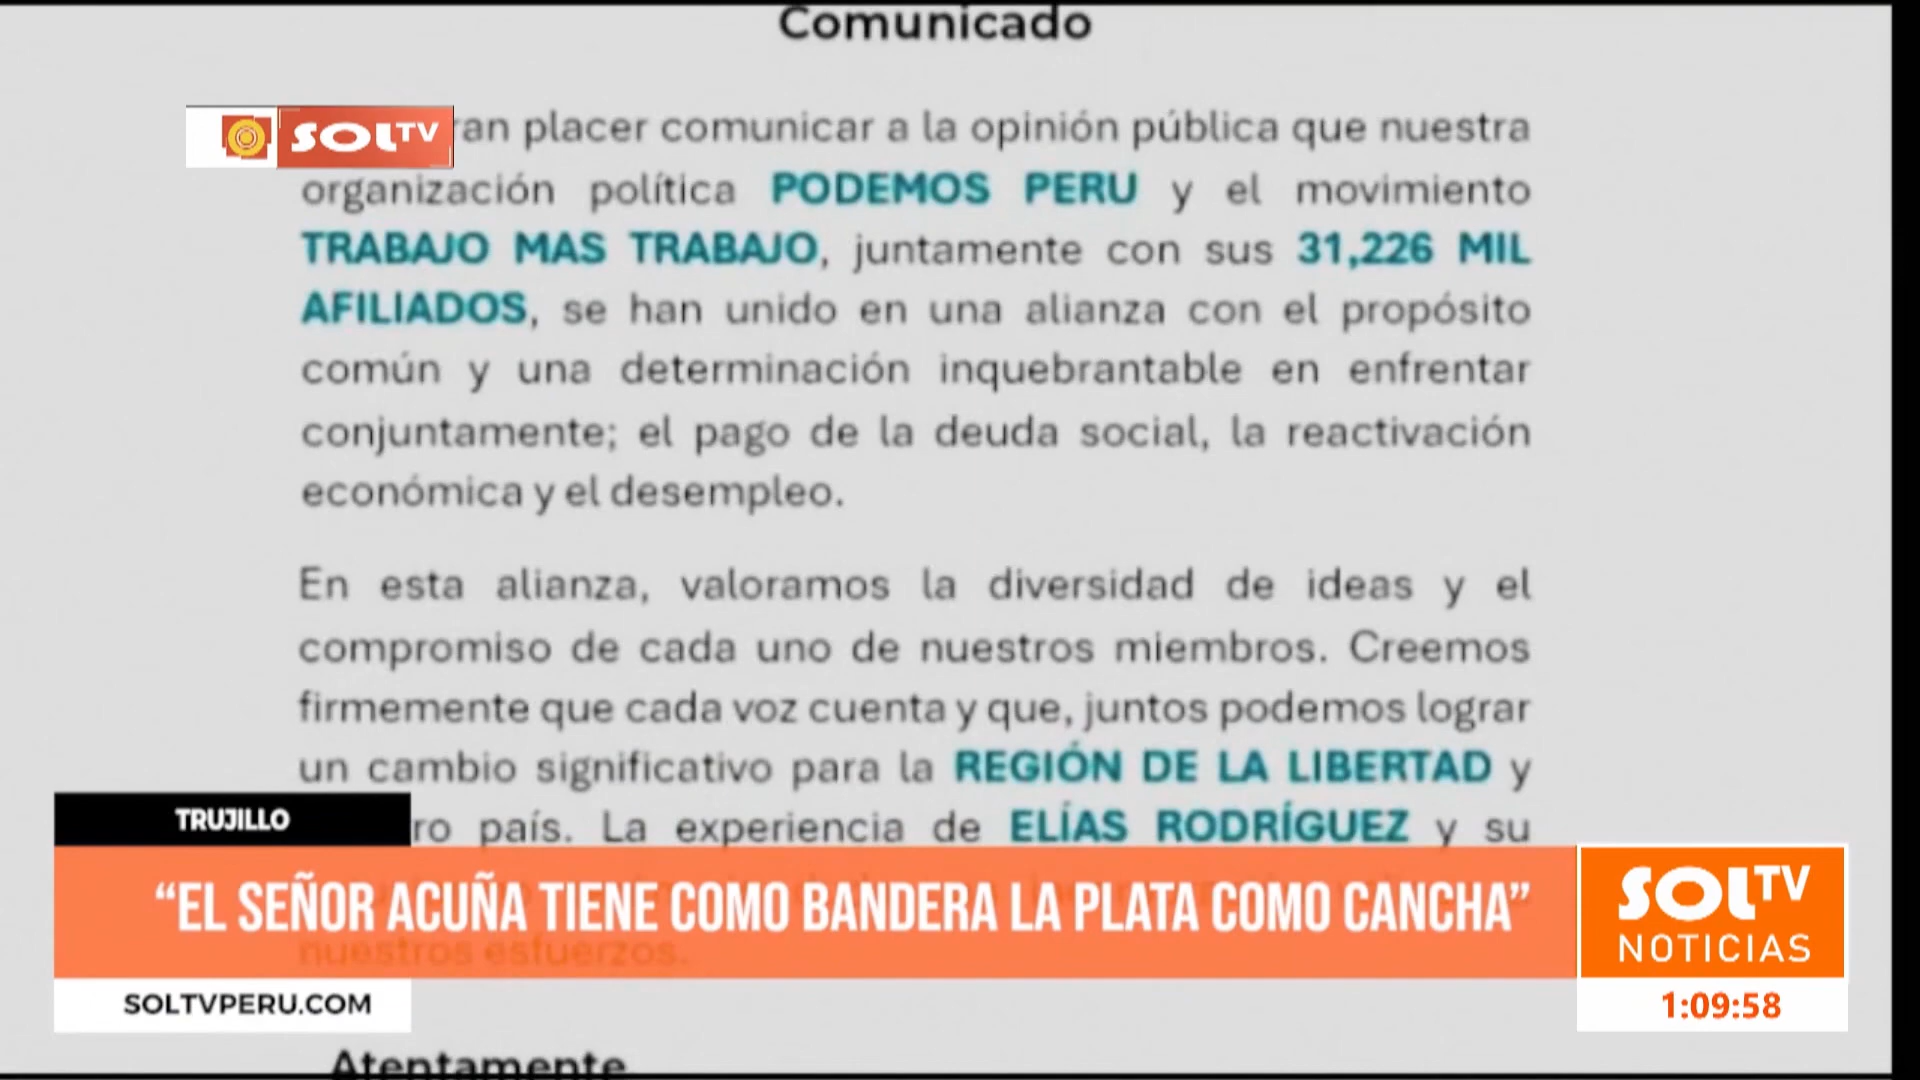 Comunicado
SOLTV
ran placer comunicar a la opinión pública que nuestra
organización política PODEMOS PERU y el movimiento
TRABAJO MAS TRABAJO, juntamente con sus 31,226 MIL
AFILIADOS, se han unido en una alianza con el propósito
común y una determinación inquebrantable en enfrentar
conjuntamente; el pago de la deuda social, la reactivación
económica y el desempleo.
En esta alianza, valoramos la diversidad de ideas y el
compromiso de cada uno de nuestros miembros. Creemos
firmemente que cada voz cuenta y que, juntos podemos lograr
un cambio significativo para la REGIÓN DE LA LIBERTAD y
ro país. La experiencia de ELÍAS RODRÍGUEZ y su
nuestros esfuerzos.
Atentamente
TRUJILLO
“EL SEÑOR ACUÑA TIENE COMO BANDERA LA PLATA COMO CANCHA”
SOLTVPERU.COM
SOLTV
NOTICIAS
1:09:58